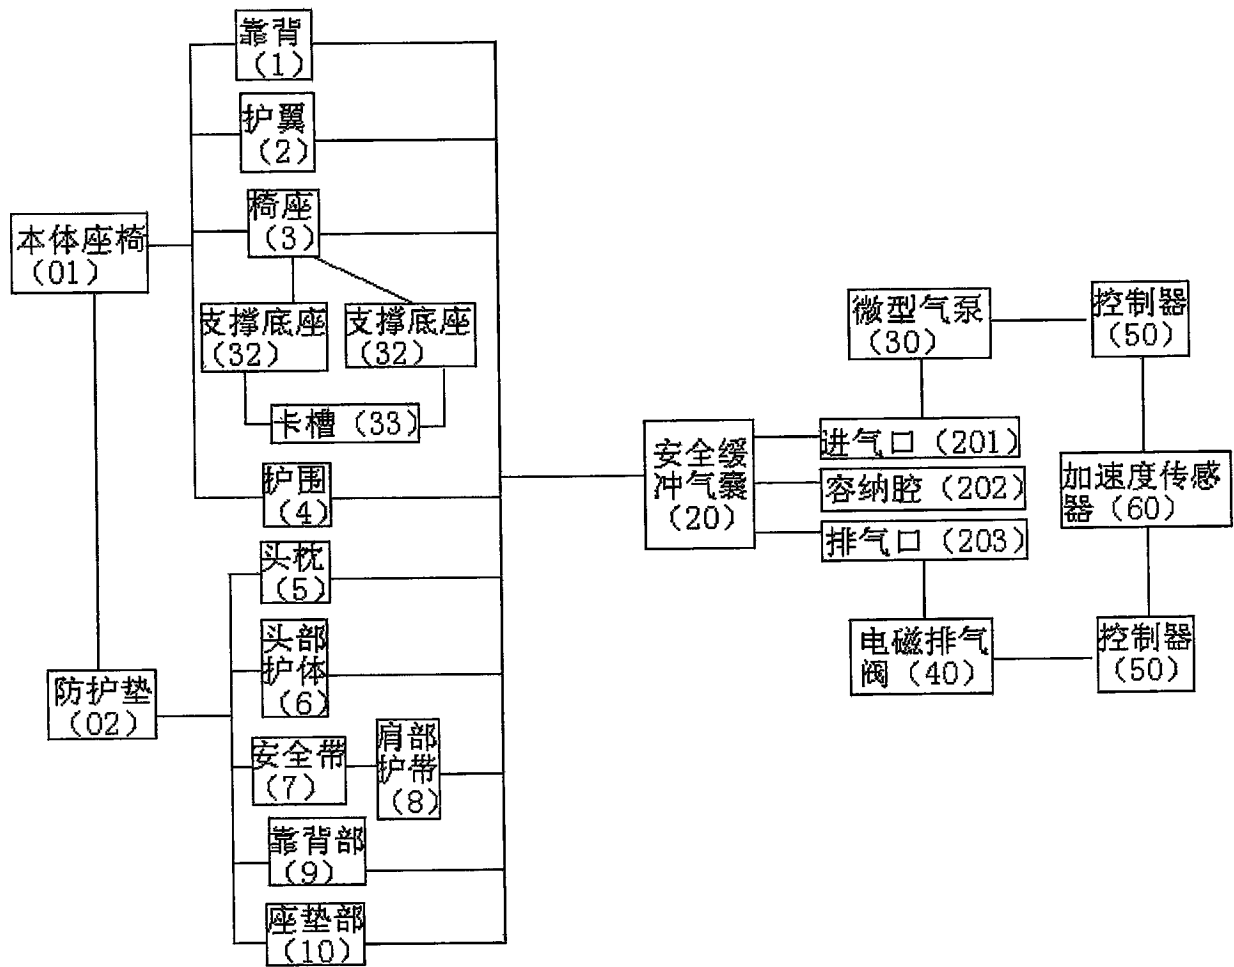 靠背
(1)
护翼
(2)
椅座
(3)
本体座椅
(01)
支撑底座
(32)
支撑底座
(32)
卡槽 (33)
护围
(4)
头枕
(5)
头部
护体
(6)
防护垫
(02)
安全带
(7)
肩部
护带
(8)
靠背部
(9)
座垫部
(10)
安全缓
冲气囊
(20)
微型气泵
(30)
控制器
(50)
进气口 (201)
容纳腔 (202)
排气口 (203)
加速度传感
器 (60)
电磁排气
阀 (40)
控制器
(50)